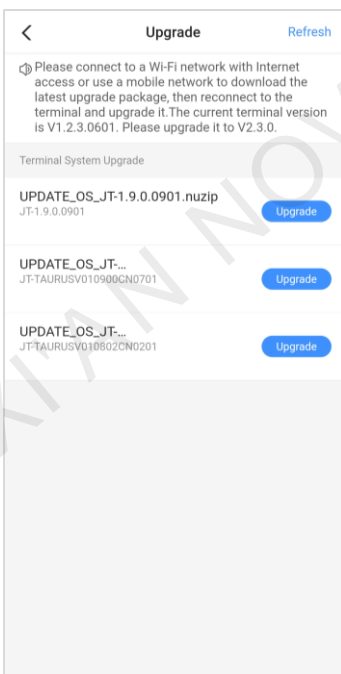 Upgrade
Refresh
Please connect to a Wi-Fi network with Internet
access or use a mobile network to download the
latest upgrade package, then reconnect to the
terminal and upgrade it.The current terminal version
is V1.2.3.0601. Please upgrade it to V2.3.0.
Terminal System Upgrade
UPDATE_OS_JT-1.9.0.0901.nuzip
JT-1.9.0.0901
Upgrade
UPDATE_OS_JT-...
JT-TAURUSV010900CN0701
Upgrade
UPDATE_OS_JT-...
JT-TAURUSV010802CN0201
Upgrade
XI'AN NOV